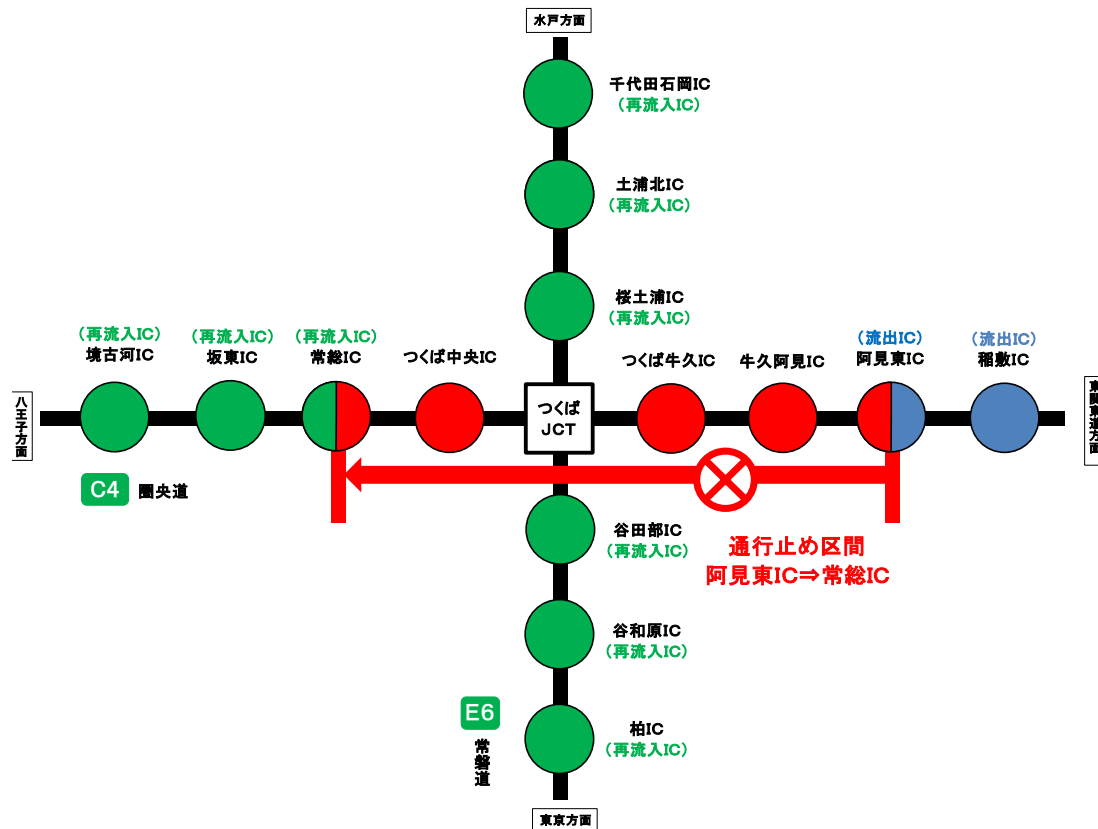 水戸方面
千代田石岡IC
(再流入IC)
土浦北IC
(再流入IC)
桜土浦IC
(再流入IC)
(再流入IC)
境古河IC
(再流入IC)
坂東IC
(再流入IC)
常総IC
つくば中央IC
つくば牛久IC
牛久阿見IC
(流出IC)
阿見東IC
(流出IC)
稲敷IC
八王子方面
つくば
JCT
東関東道方面
C4 圏央道
通行止め区間
阿見東IC⇒常総IC
谷田部IC
(再流入IC)
谷和原IC
(再流入IC)
E6
常磐道
柏IC
(再流入IC)
東京方面